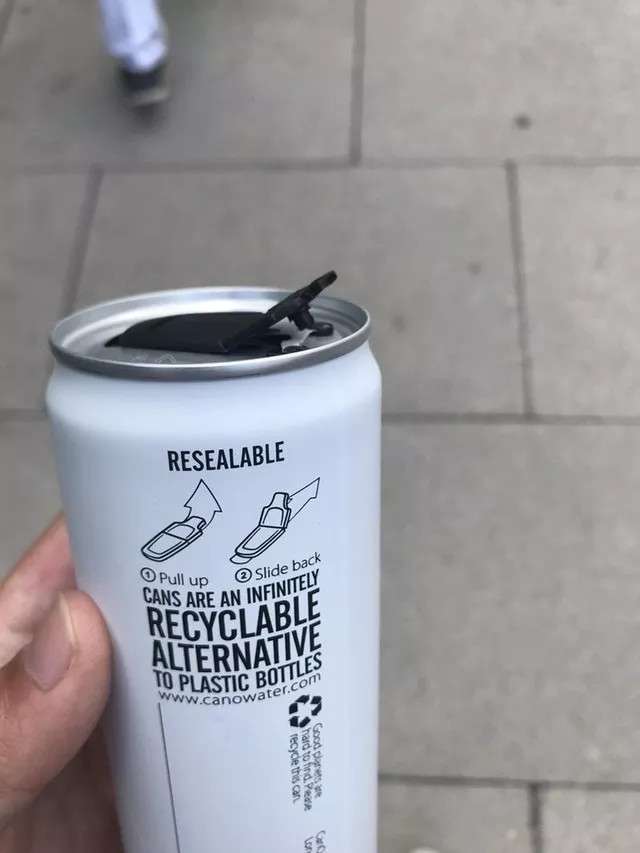 RESEALABLE
① Pull up
② Slide back
CANS ARE AN INFINITELY
RECYCLABLE
ALTERNATIVE
TO PLASTIC BOTTLES
www.canowater.com
Good planets are
hard to find. Please
recycle this can.